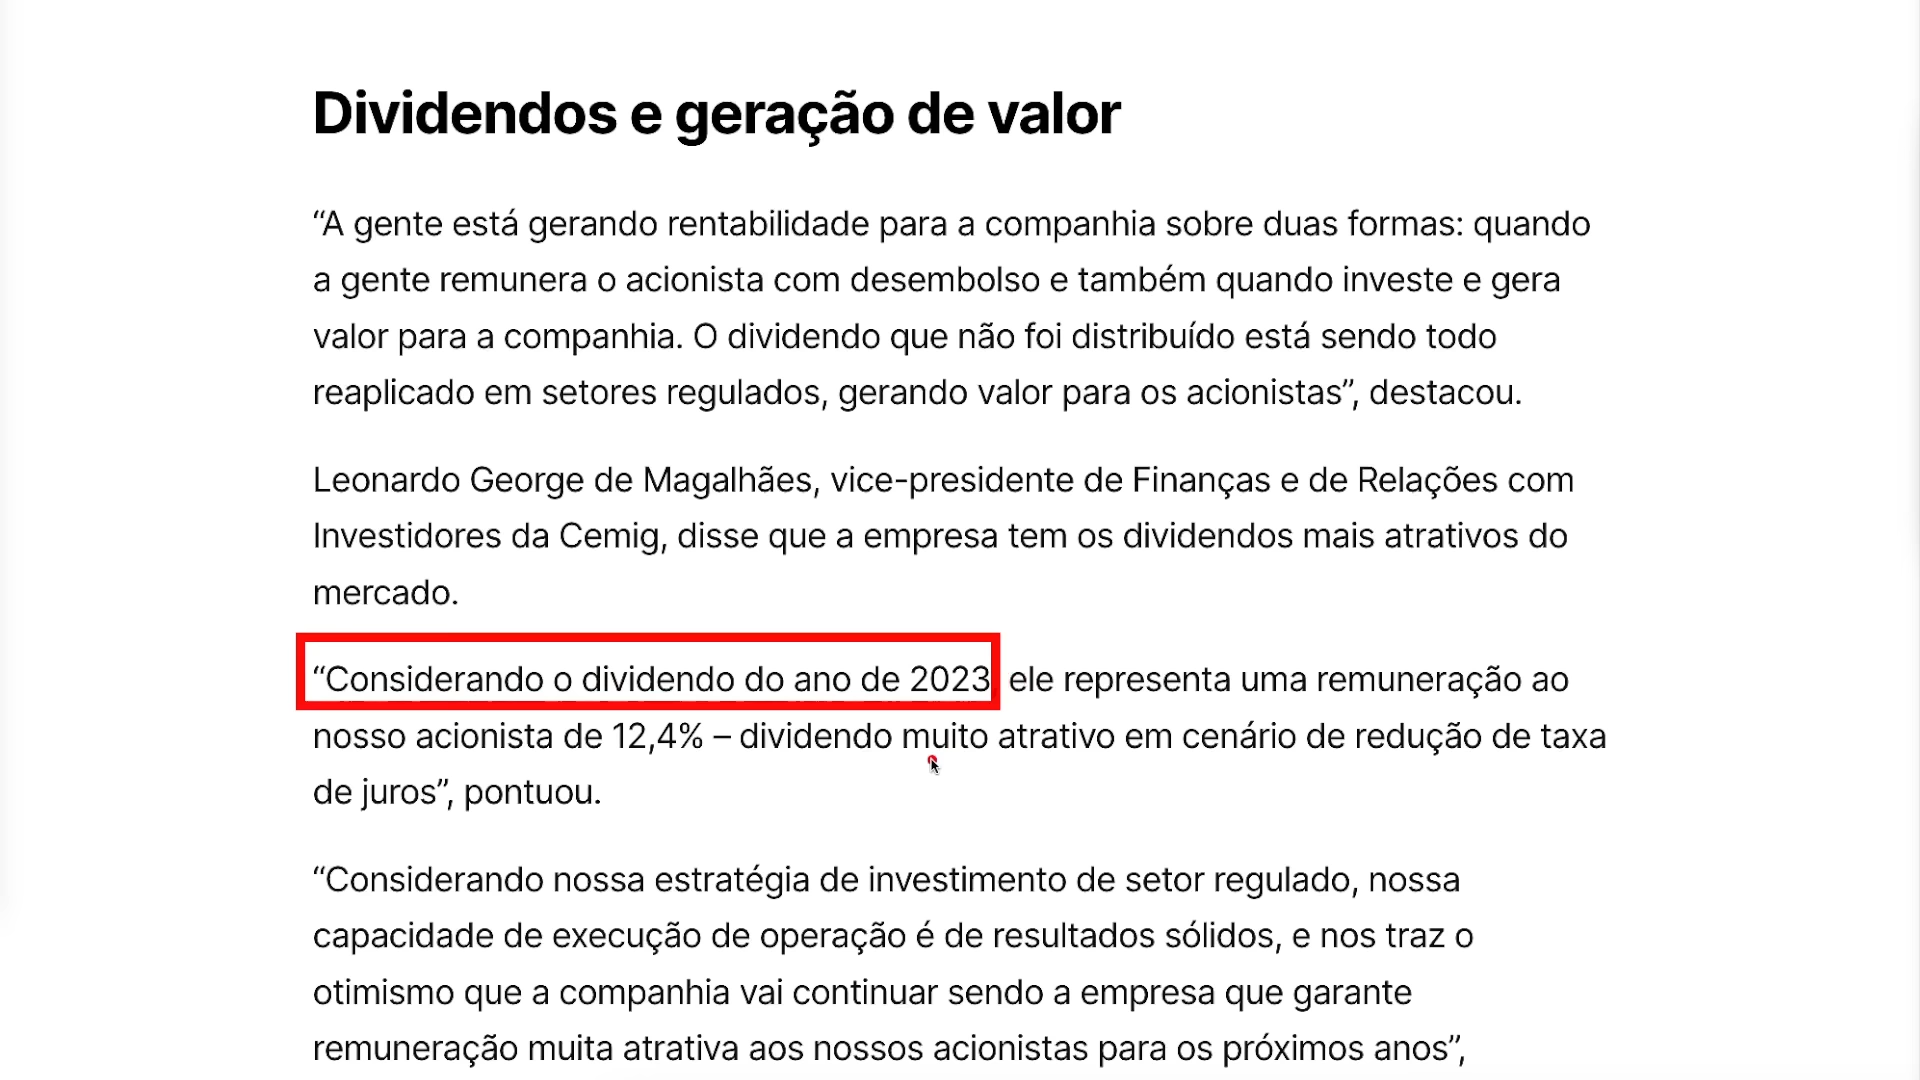 Dividendos e geração de valor
“A gente está gerando rentabilidade para a companhia sobre duas formas: quando
a gente remunera o acionista com desembolso e também quando investe e gera
valor para a companhia. O dividendo que não foi distribuído está sendo todo
reaplicado em setores regulados, gerando valor para os acionistas”, destacou.
Leonardo George de Magalhães, vice-presidente de Finanças e de Relações com
Investidores da Cemig, disse que a empresa tem os dividendos mais atrativos do
mercado.
“Considerando o dividendo do ano de 2023 ele representa uma remuneração ao
nosso acionista de 12,4% – dividendo muito atrativo em cenário de redução de taxa
de juros”, pontuou.
“Considerando nossa estratégia de investimento de setor regulado, nossa
capacidade de execução de operação é de resultados sólidos, e nos traz o
otimismo que a companhia vai continuar sendo a empresa que garante
remuneração muita atrativa aos nossos acionistas para os próximos anos”,